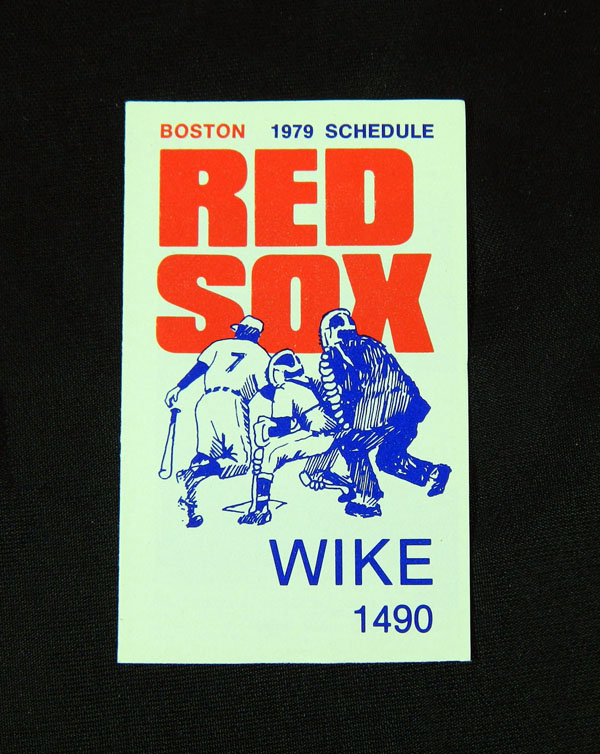 BOSTON 1979 SCHEDULE
RED
SOX
7
WIKE
1490